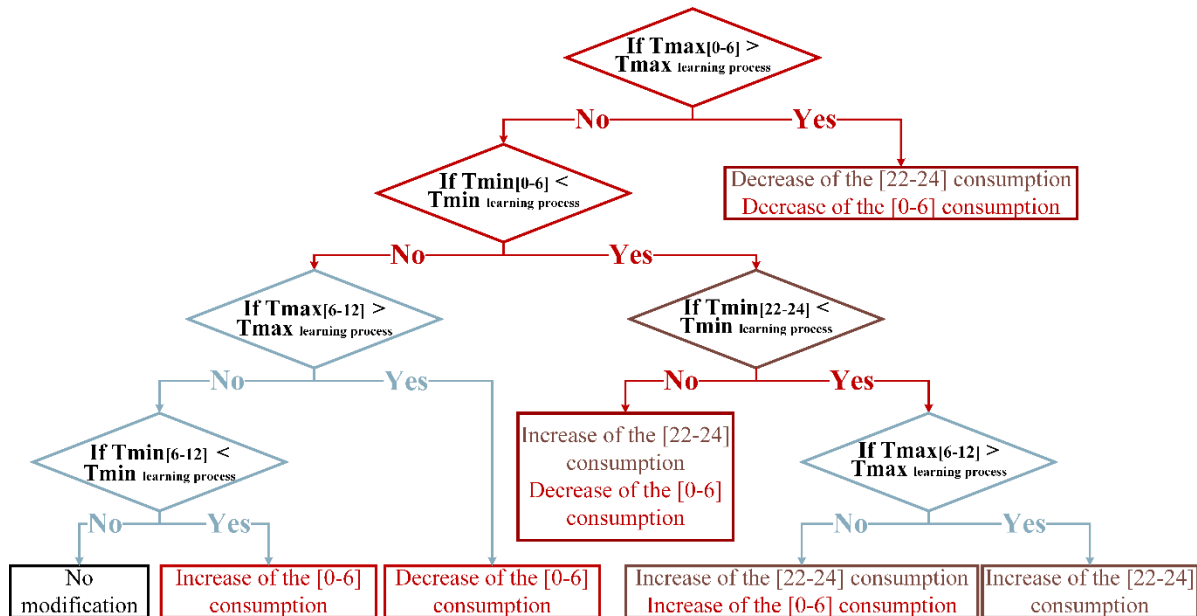 If Tmax[0-6] >
Tmax learning process
No
Yes
If Tmin[0-6] <
Tmin learning process
Decrease of the [22-24] consumption
Decrease of the [0-6] consumption
No
Yes
If Tmax[6-12] >
Tmax learning process
If Tmin[22-24] <
Tmin learning process
No
Yes
No
Yes
If Tmin[6-12] <
Tmin learning process
Increase of the [22-24]
consumption
Decrease of the [0-6]
consumption
If Tmax[6-12] >
Tmax learning process
No
Yes
No
Yes
No
modification
Increase of the [0-6]
consumption
Decrease of the [0-6]
consumption
Increase of the [22-24] consumption
Increase of the [0-6] consumption
Increase of the [22-24]
consumption